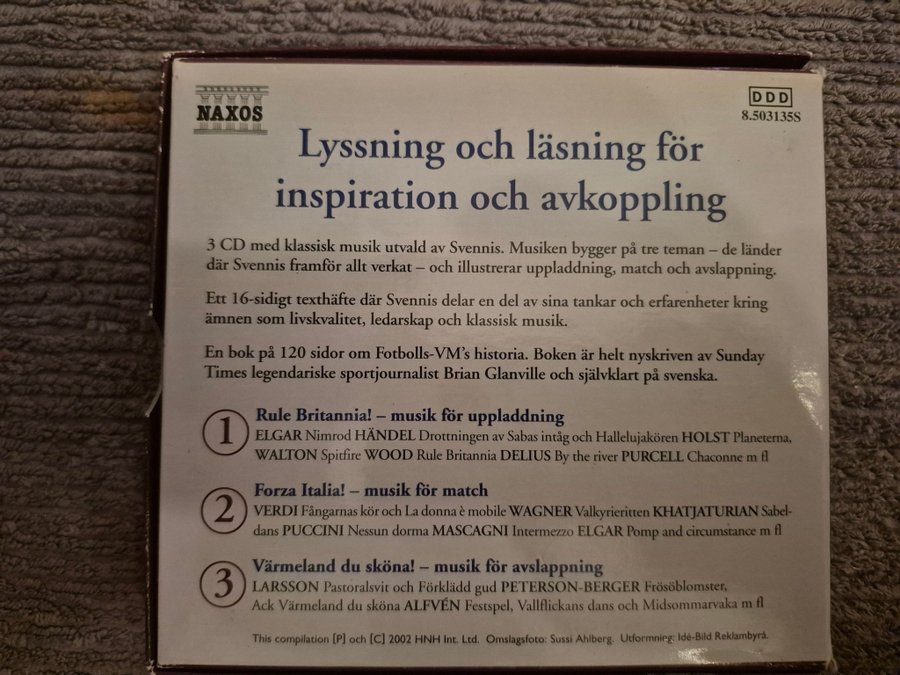 NAXOS
DDD
8.503135S
Lyssning och läsning för
inspiration och avkoppling
3 CD med klassisk musik utvald av Svennis. Musiken bygger på tre teman – de länder
där Svennis framför allt verkat – och illustrerar uppladdning, match och avslappning.
Ett 16-sidigt texthäfte där Svennis delar en del av sina tankar och erfarenheter kring
ämnen som livskvalitet, ledarskap och klassisk musik.
En bok på 120 sidor om Fotbolls-VM’s historia. Boken är helt nyskriven av Sunday
Times legendariske sportjournalist Brian Glanville och självklart på svenska.
1 Rule Britannia! – musik för uppladdning
ELGAR Nimrod HÄNDEL Drottningen av Sabas intåg och Hallelujakören HOLST Planeterna,
WALTON Spitfire WOOD Rule Britannia DELIUS By the river PURCELL Chaconne m fl
2 Forza Italia! – musik för match
VERDI Fångarnas kör och La donna è mobile WAGNER Valkyrieritten KHATJATURIAN Sabel-
dans PUCCINI Nessun dorma MASCAGNI Intermezzo ELGAR Pomp and circumstance m fl
3 Värmeland du sköna! – musik för avslappning
LARSSON Pastoralsvit och Förklädd gud PETERSON-BERGER Frösöblomster,
Ack Värmeland du sköna ALFVÉN Festspel, Vallflickans dans och Midsommarvaka m fl
This compilation [P] och [C] 2002 HNH Int. Ltd. Omslagsfoto: Sussi Ahlberg. Utformning: Idé-Bild Reklambyrå.